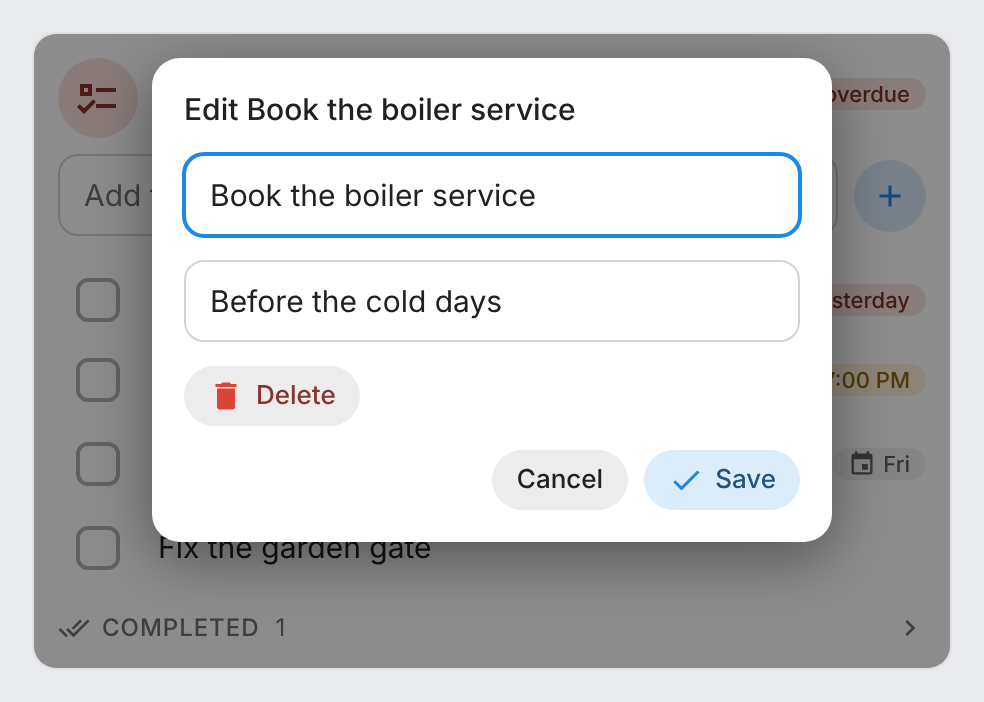 Edit Book the boiler service
overdue
Book the boiler service
Add
Before the cold days
Delete
7:00 PM
Cancel
Save
Fri
Fix the garden gate
COMPLETED 1